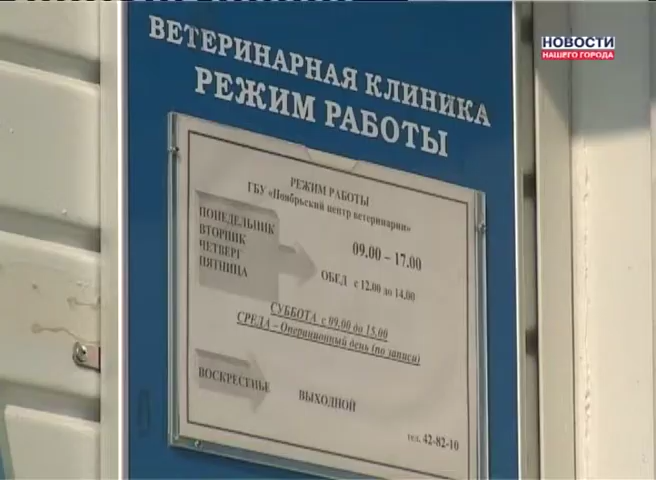 НОВОСТИ
НАШЕГО ГОРОДА
ВЕТЕРИНАРНАЯ КЛИНИКА
РЕЖИМ РАБОТЫ
РЕЖИМ РАБОТЫ
ГБУ «Ноябрьский центр ветеринарии»
ПОНЕДЕЛЬНИК
ВТОРНИК
ЧЕТВЕРГ
ПЯТНИЦА
09.00 – 17.00
ОБЕД с 12.00 до 14.00
СУББОТА с 09.00 до 15.00
СРЕДА – Операционный день (по записи)
ВОСКРЕСЕНЬЕ ВЫХОДНОЙ
тел. 42-82-10